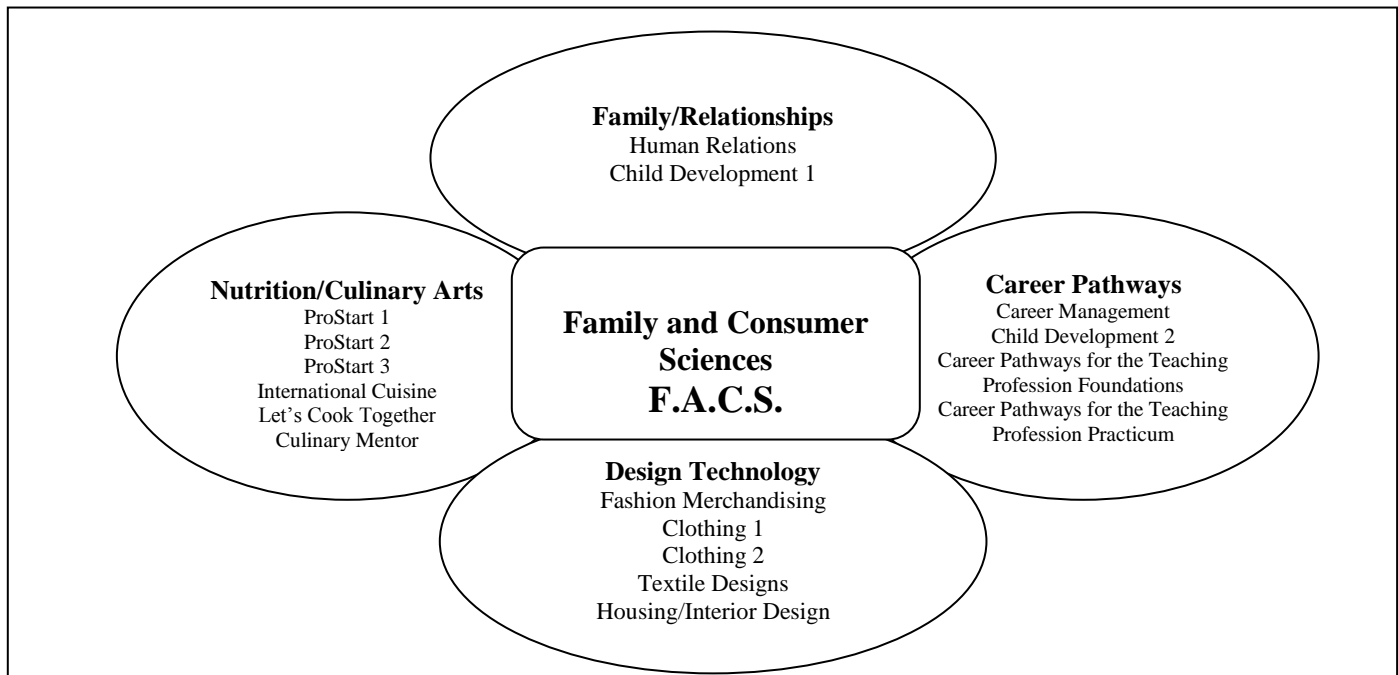 Family/Relationships
Human Relations
Child Development 1
Nutrition/Culinary Arts
ProStart 1
ProStart 2
ProStart 3
International Cuisine
Let’s Cook Together
Culinary Mentor
Family and Consumer
Sciences
F.A.C.S.
Career Pathways
Career Management
Child Development 2
Career Pathways for the Teaching
Profession Foundations
Career Pathways for the Teaching
Profession Practicum
Design Technology
Fashion Merchandising
Clothing 1
Clothing 2
Textile Designs
Housing/Interior Design